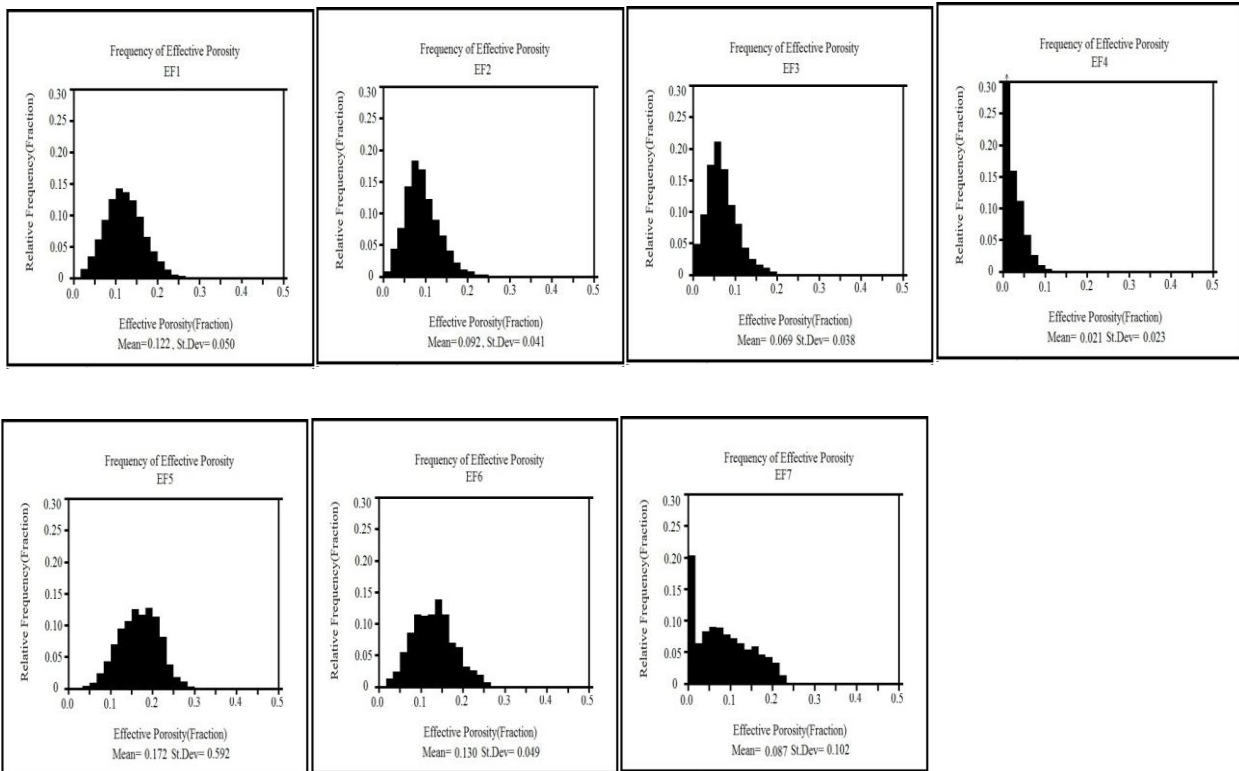 Frequency of Effective Porosity
EF1
Relative Frequency(Fraction)
0.30
0.25
0.20
0.15
0.10
0.05
0
0.0 0.1 0.2 0.3 0.4 0.5
Effective Porosity(Fraction)
Mean=0.122 , St.Dev= 0.050
Frequency of Effective Porosity
EF2
Relative Frequency(Fraction)
0.30
0.25
0.20
0.15
0.10
0.05
0
0.0 0.1 0.2 0.3 0.4 0.5
Effective Porosity(Fraction)
Mean=0.092, St.Dev= 0.041
Frequency of Effective Porosity
EF3
Relative Frequency(Fraction)
0.30
0.25
0.20
0.15
0.10
0.05
0
0.0 0.1 0.2 0.3 0.4 0.5
Effective Porosity(Fraction)
Mean= 0.069 St.Dev= 0.038
Frequency of Effective Porosity
EF4
Relative Frequency(Fraction)
0.30
0.25
0.20
0.15
0.10
0.05
0
0.0 0.1 0.2 0.3 0.4 0.5
Effective Porosity(Fraction)
Mean= 0.021 St.Dev= 0.023
Frequency of Effective Porosity
EF5
Relative Frequency(Fraction)
0.30
0.25
0.20
0.15
0.10
0.05
0
0.0 0.1 0.2 0.3 0.4 0.5
Effective Porosity(Fraction)
Mean= 0.172 St.Dev= 0.592
Frequency of Effective Porosity
EF6
Relative Frequency(Fraction)
0.30
0.25
0.20
0.15
0.10
0.05
0
0.0 0.1 0.2 0.3 0.4 0.5
Effective Porosity(Fraction)
Mean= 0.130 St.Dev= 0.049
Frequency of Effective Porosity
EF7
Relative Frequency(Fraction)
0.30
0.25
0.20
0.15
0.10
0.05
0
0.0 0.1 0.2 0.3 0.4 0.5
Effective Porosity(Fraction)
Mean= 0.087 St.Dev= 0.102